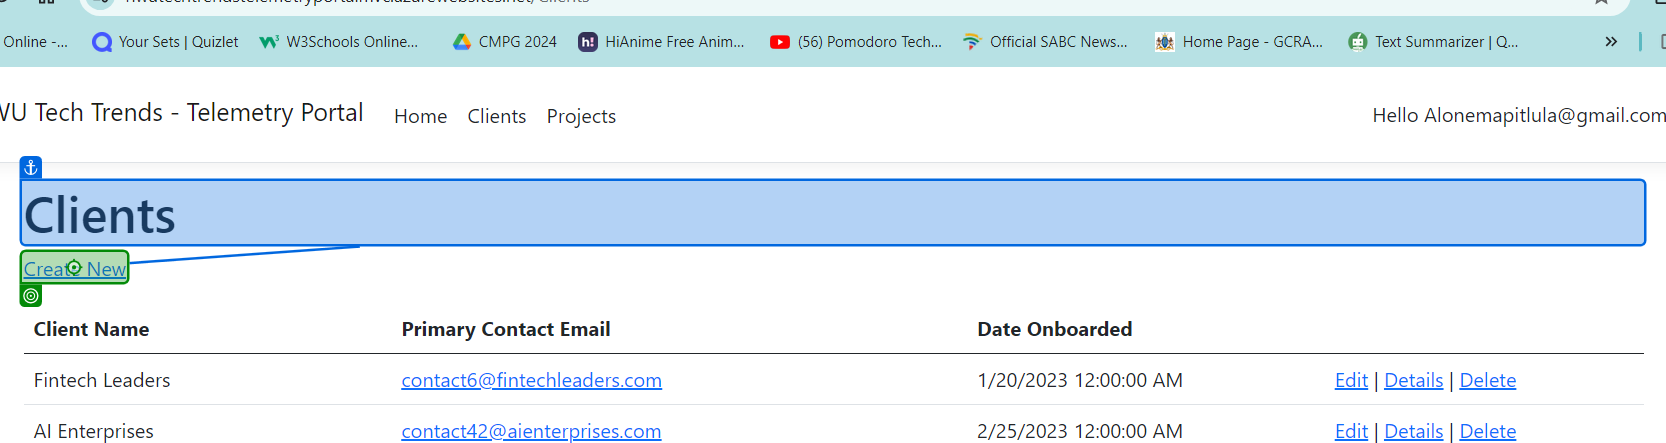 Online -... Your Sets | Quizlet W3Schools Online... CMPG 2024 h! HiAnime Free Anim... (56) Pomodoro Tech... Official SABC News... Home Page - GCRA... Text Summarizer | Q... »
WU Tech Trends - Telemetry Portal Home Clients Projects Hello Alonemapitlula@gmail.com
Clients
Create New
Client Name Primary Contact Email Date Onboarded
Fintech Leaders contact6@fintechleaders.com 1/20/2023 12:00:00 AM Edit | Details | Delete
AI Enterprises contact42@aienterprises.com 2/25/2023 12:00:00 AM Edit | Details | Delete